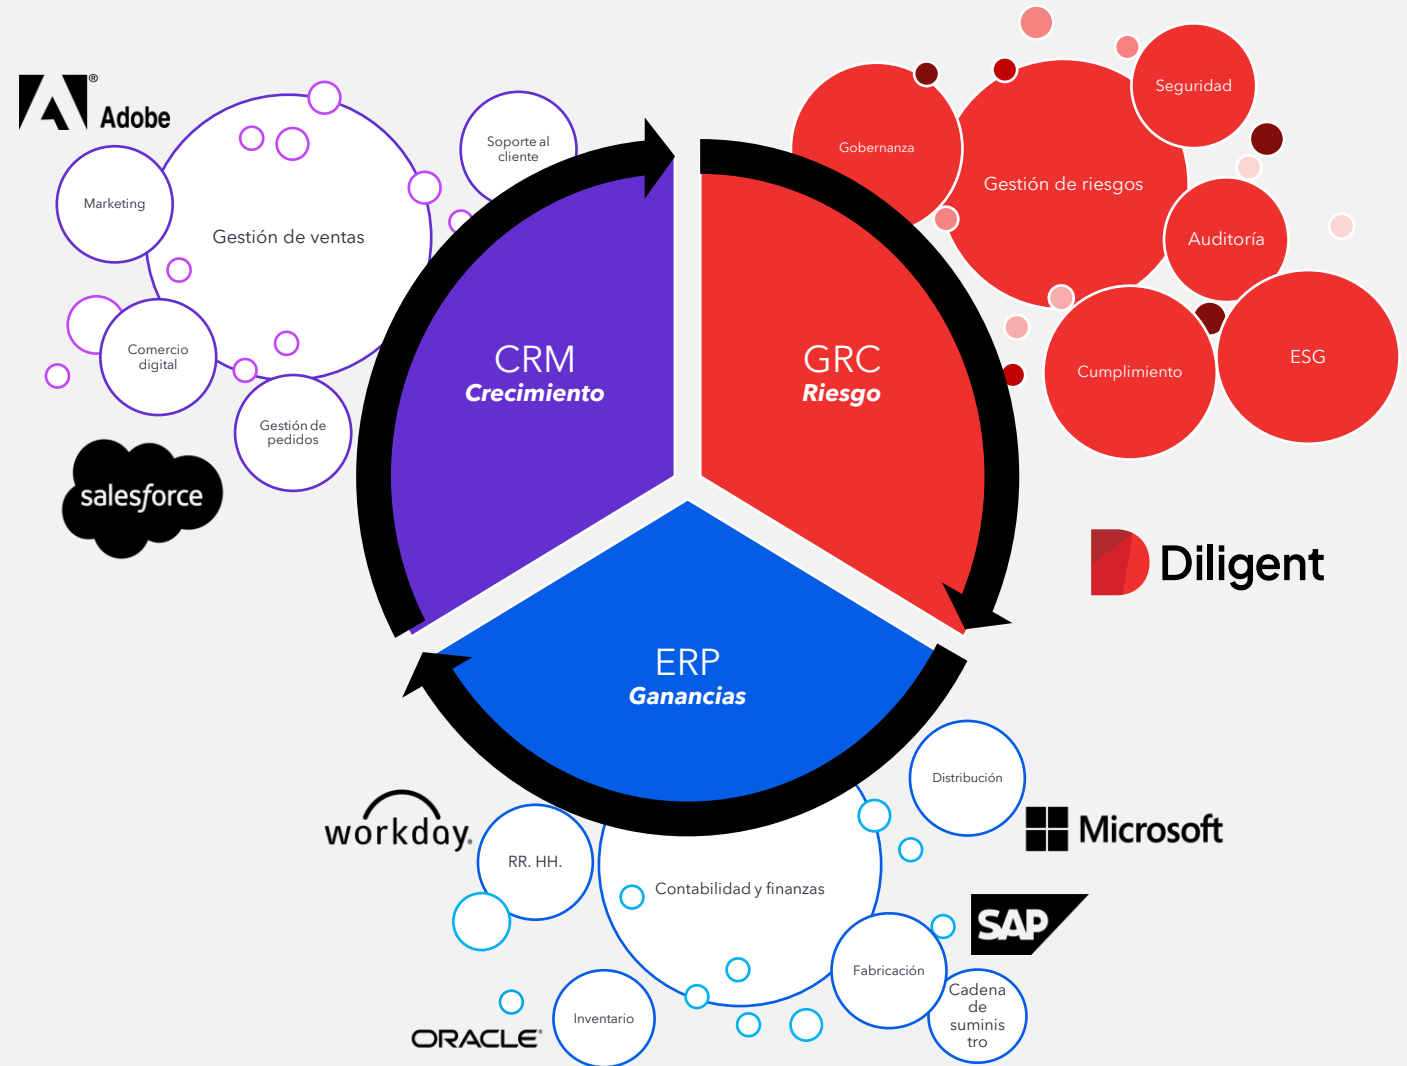 Adobe
®
Marketing
Gestión de ventas
Soporte al
cliente
Comercio
digital
Gestión de
pedidos
salesforce
CRM
Crecimiento
Gobernanza
Gestión de riesgos
Seguridad
Auditoría
Cumplimiento
ESG
GRC
Riesgo
Diligent
ERP
Ganancias
workday.
RR. HH.
Contabilidad y finanzas
Distribución
Microsoft
SAP
Fabricación
Cadena
de
suminis
tro
Inventario
ORACLE